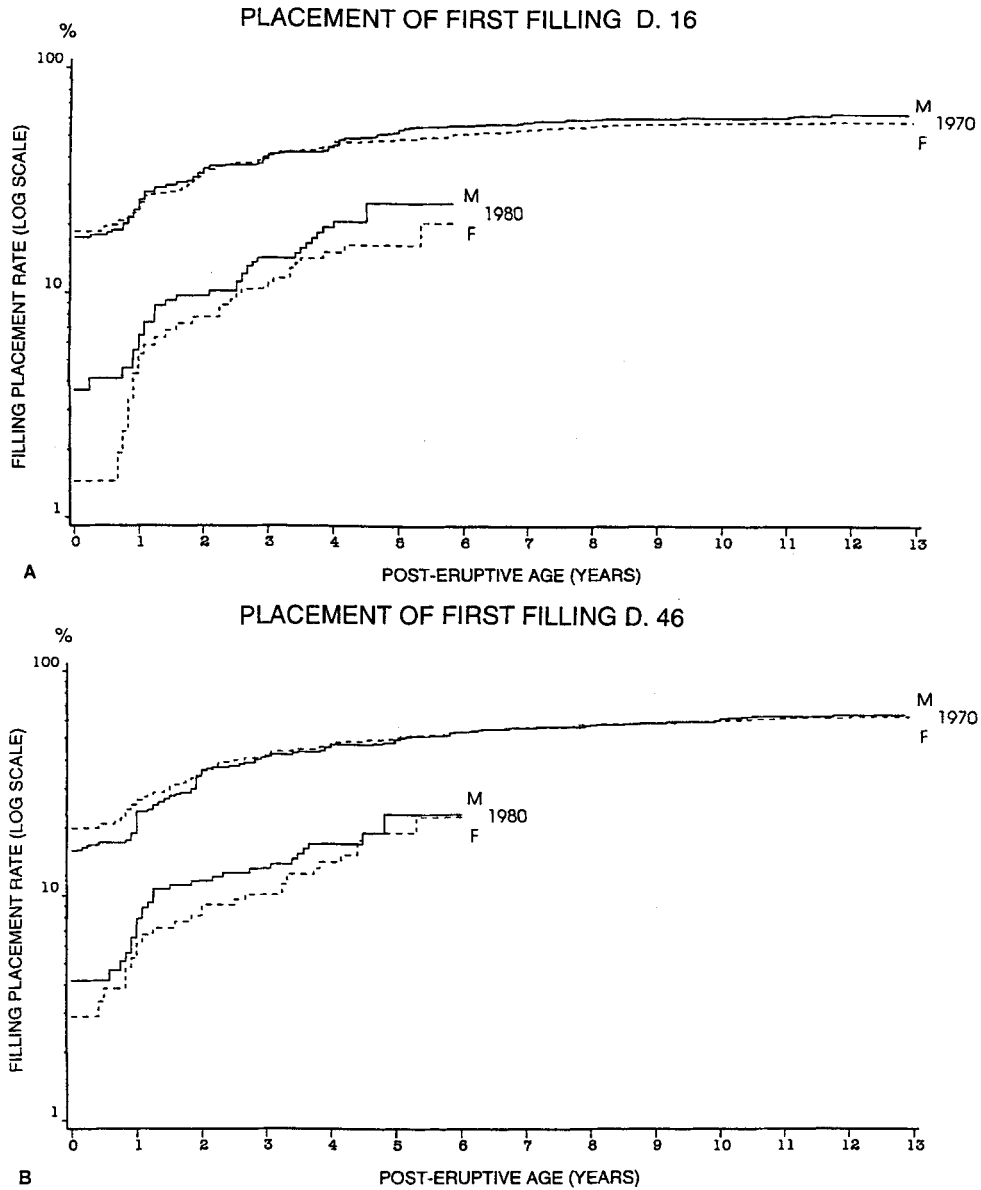 PLACEMENT OF FIRST FILLING D. 16
%
100
M
1970
F
M
1980
F
10
1
FILLING PLACEMENT RATE (LOG SCALE)
0 1 2 3 4 5 6 7 8 9 10 11 12 13
A
POST-ERUPTIVE AGE (YEARS)
PLACEMENT OF FIRST FILLING D. 46
%
100
M
1970
F
M
1980
F
10
1
FILLING PLACEMENT RATE (LOG SCALE)
0 1 2 3 4 5 6 7 8 9 10 11 12 13
B
POST-ERUPTIVE AGE (YEARS)